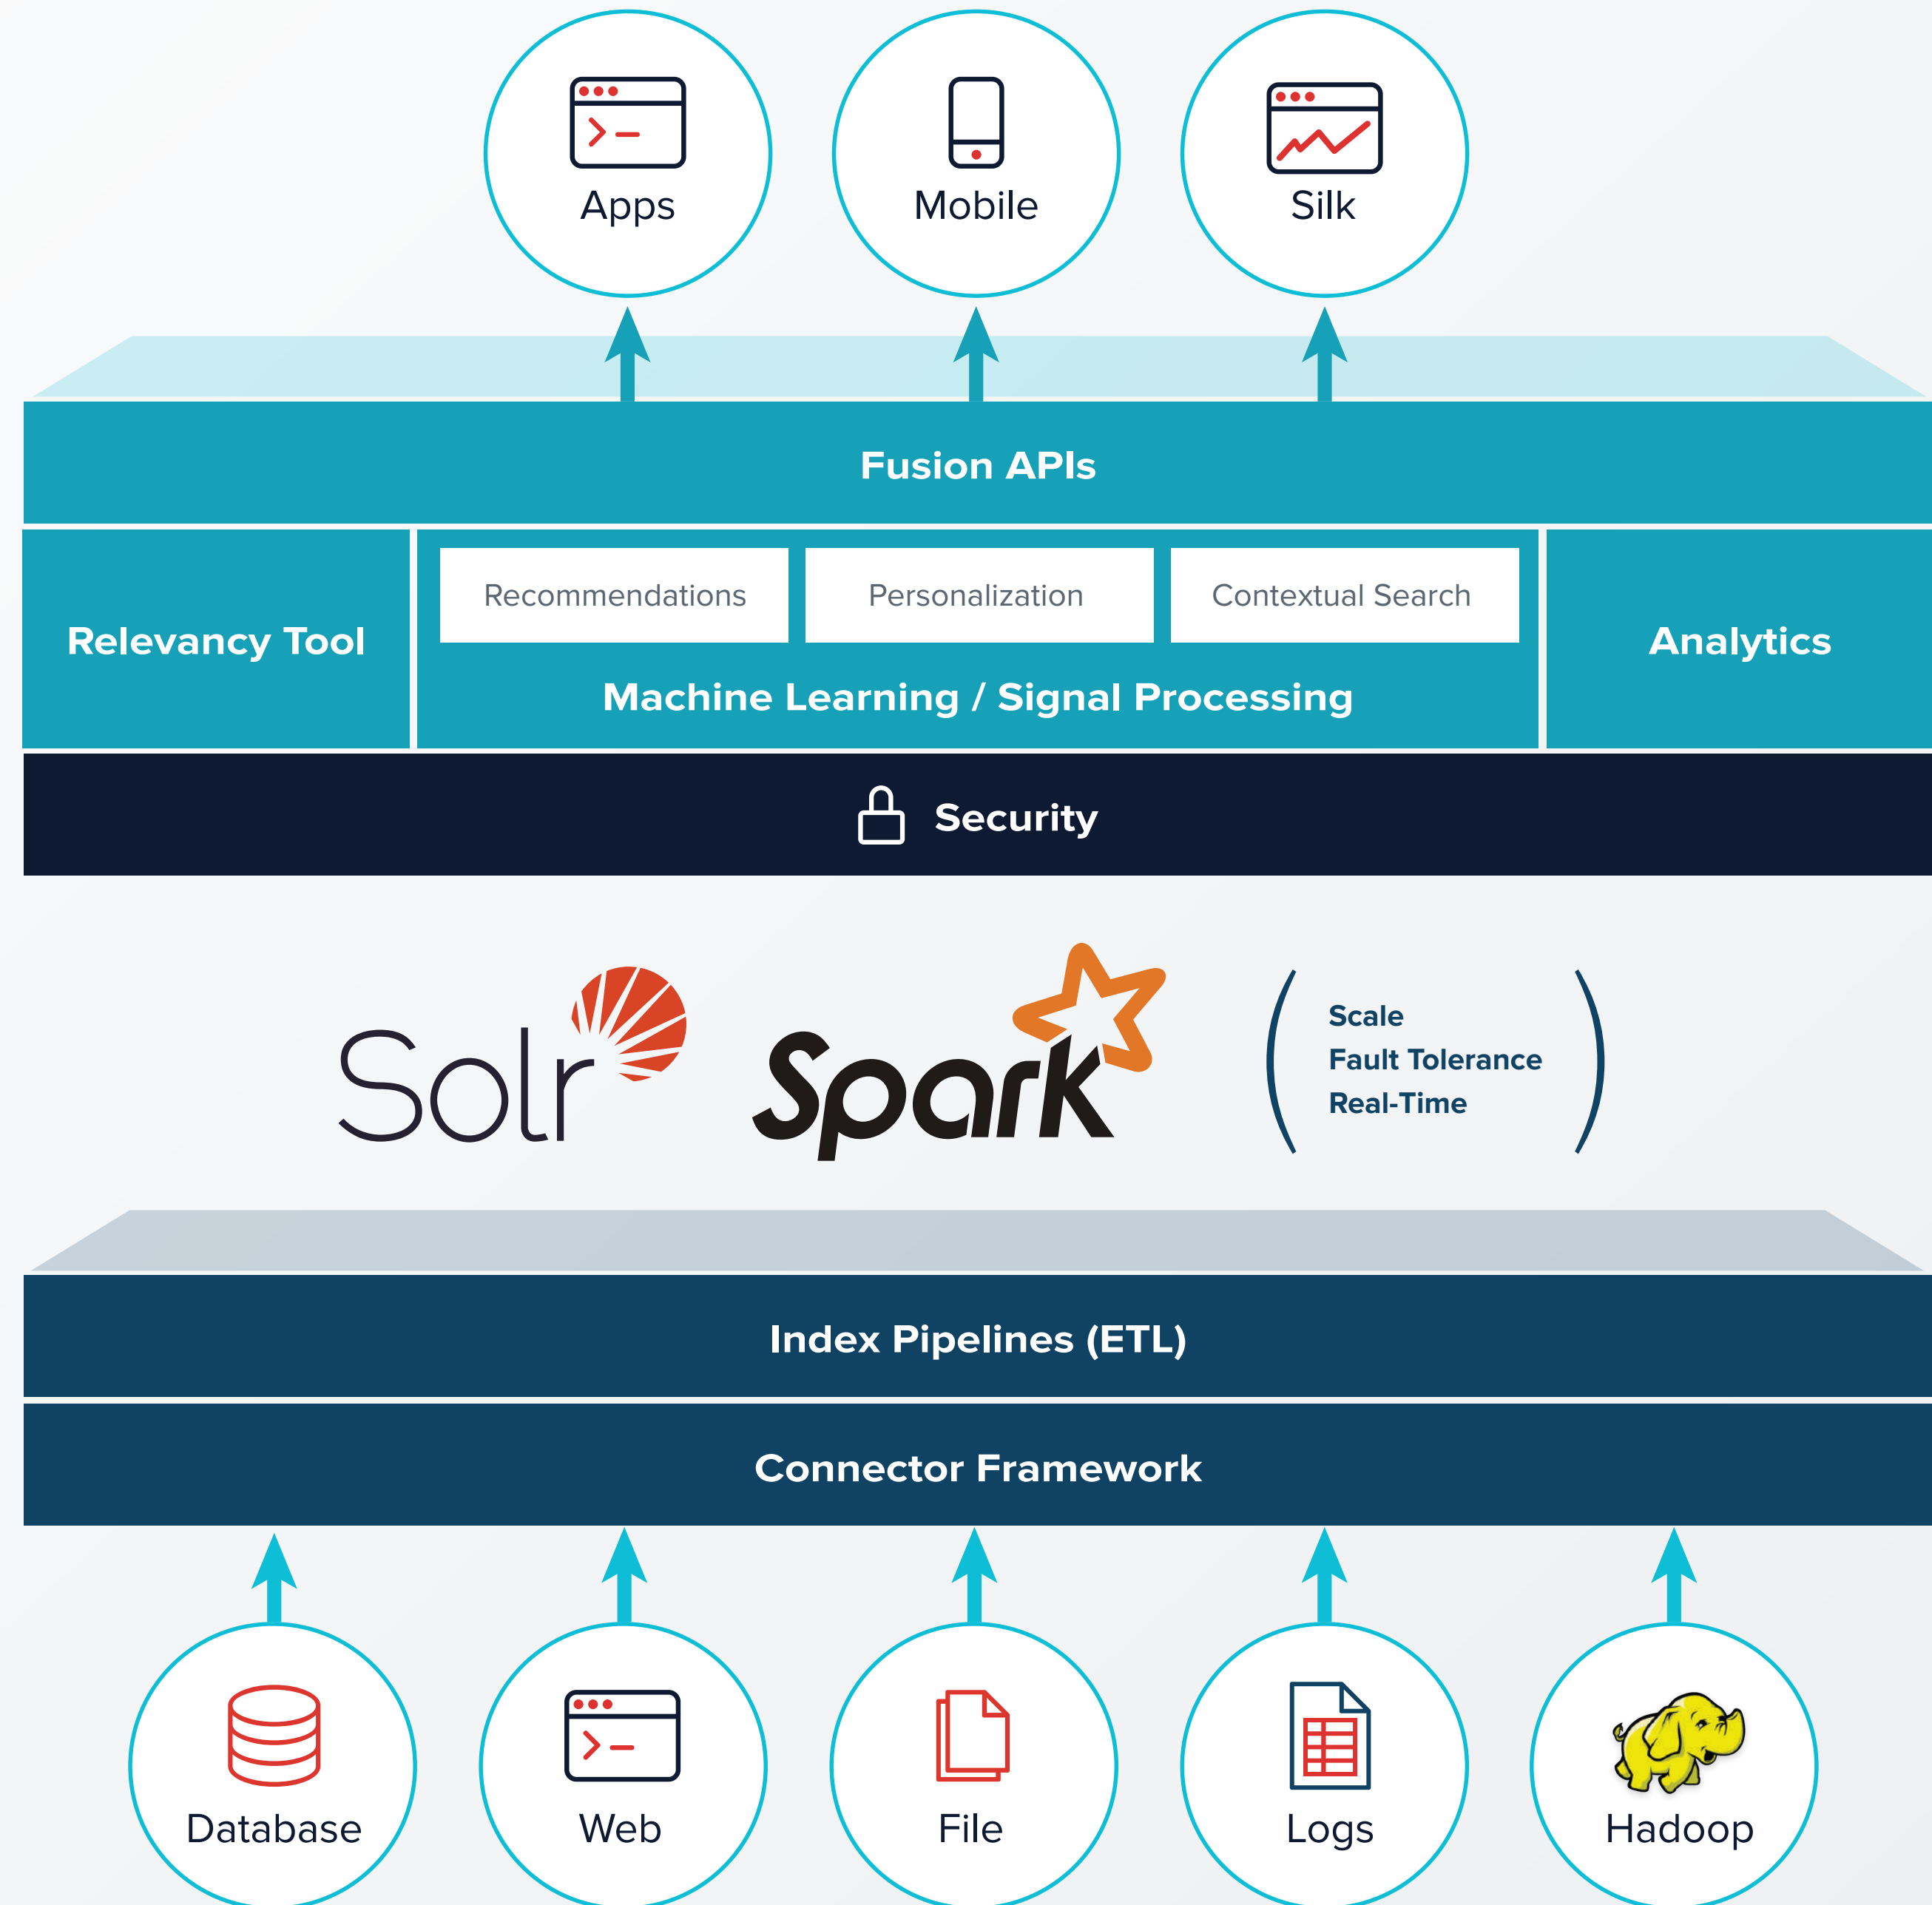 Apps
Mobile
Silk
Fusion APIs
Relevancy Tool
Recommendations
Personalization
Contextual Search
Machine Learning / Signal Processing
Analytics
Security
Solr
Spark
Scale
Fault Tolerance
Real-Time
Index Pipelines (ETL)
Connector Framework
Database
Web
File
Logs
Hadoop